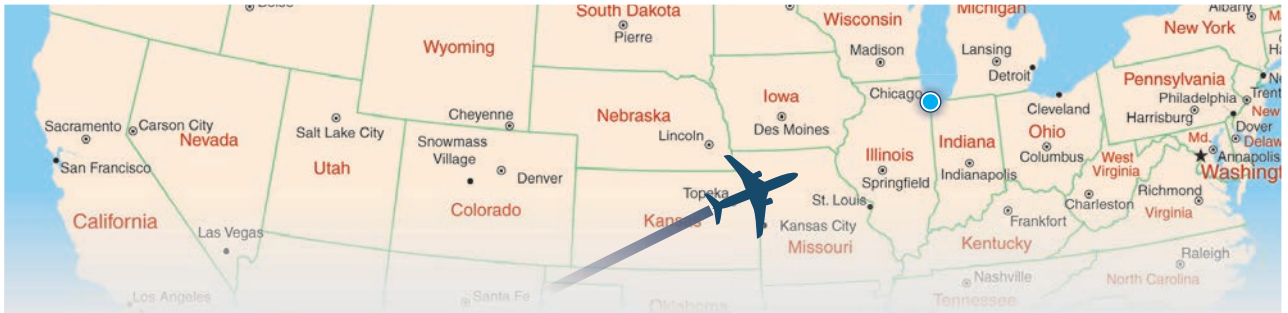 Albany
South Dakota
Michigan
Wisconsin
New York
Pierre
Wyoming
Madison
Lansing
Detroit
Pennsylvania
Chicago
Iowa
Cleveland
Philadelphia
Nebraska
Cheyenne
Harrisburg
Sacramento
Carson City
Salt Lake City
Des Moines
Nevada
Lincoln
Ohio
Indiana
Dover
Snowmass
Village
Utah
Denver
Illinois
Columbus
Md.
Annapolis
San Francisco
West
Virginia
Indianapolis
Springfield
Topeka
St. Louis
Richmond
Charleston
Colorado
Virginia
California
Kansas
Kansas City
Frankfort
Las Vegas
Missouri
Kentucky
Raleigh
Nashville
North Carolina
Los Angeles
Santa Fe
Oklahoma
Tennessee